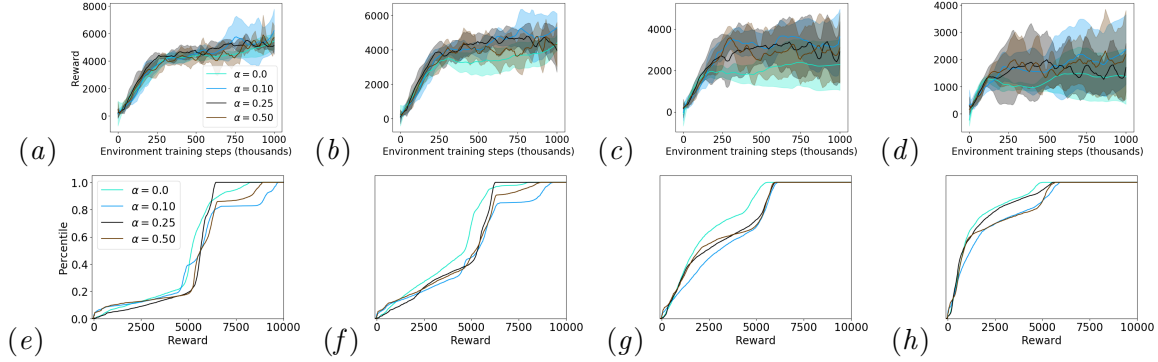 8000
6000
4000
2000
0
Reward
α = 0.0
α = 0.10
α = 0.25
α = 0.50
0 250 500 750 1000
Environment training steps (thousands)
(a)
6000
4000
2000
0
0 250 500 750 1000
Environment training steps (thousands)
(b)
4000
2000
0
0 250 500 750 1000
Environment training steps (thousands)
(c)
4000
3000
2000
1000
0
0 250 500 750 1000
Environment training steps (thousands)
(d)
1.0
0.8
0.6
0.4
0.2
0.0
Percentile
α = 0.0
α = 0.10
α = 0.25
α = 0.50
0 2500 5000 7500 10000
Reward
(e)
0 2500 5000 7500 10000
Reward
(f)
0 2500 5000 7500 10000
Reward
(g)
0 2500 5000 7500 10000
Reward
(h)